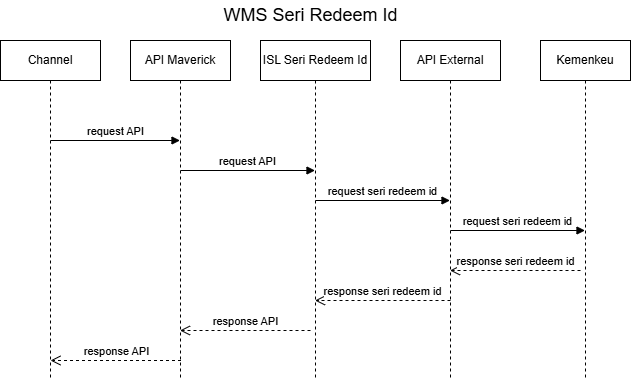 WMS Seri Redeem Id
Channel
API Maverick
ISL Seri Redeem Id
API External
Kemenkeu
request API
request API
request seri redeem id
request seri redeem id
response seri redeem id
response seri redeem id
response API
response API